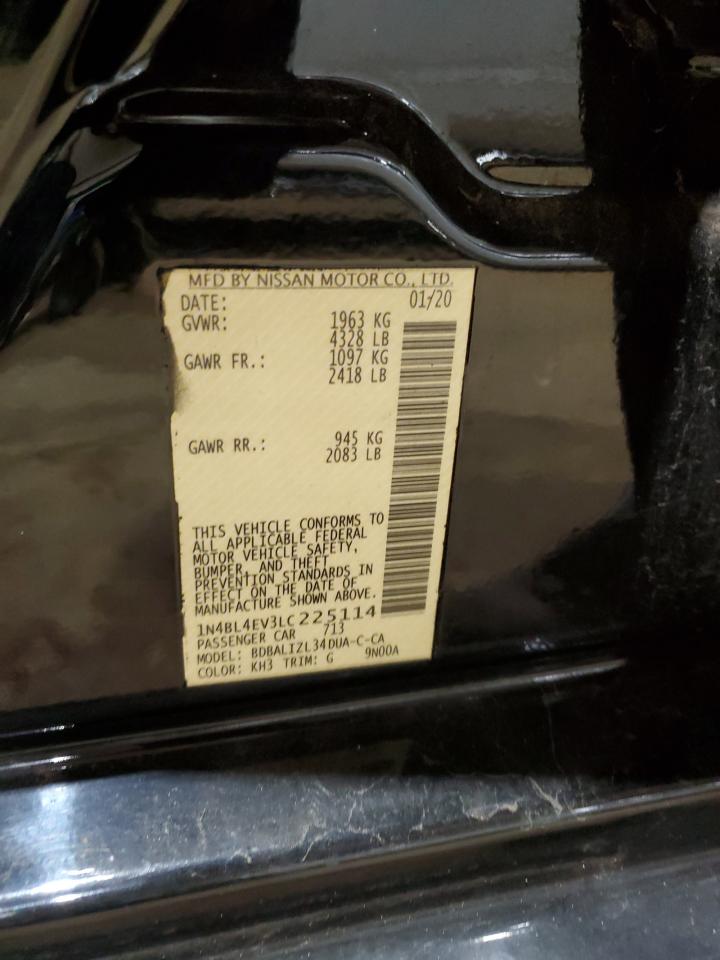 MFD BY NISSAN MOTOR CO., LTD.
DATE: 01/20
GVWR: 1963 KG
4328 LB
GAWR FR.: 1097 KG
2418 LB
GAWR RR.: 945 KG
2083 LB
THIS VEHICLE CONFORMS TO
ALL APPLICABLE FEDERAL
MOTOR VEHICLE SAFETY,
BUMPER, AND THEFT
PREVENTION STANDARDS IN
EFFECT ON THE DATE OF
MANUFACTURE SHOWN ABOVE.
1N4BL4EV3LC225114
PASSENGER CAR 713
MODEL: BDBALIZL34DUA-C-CA
COLOR: KH3 TRIM: G 9N00A